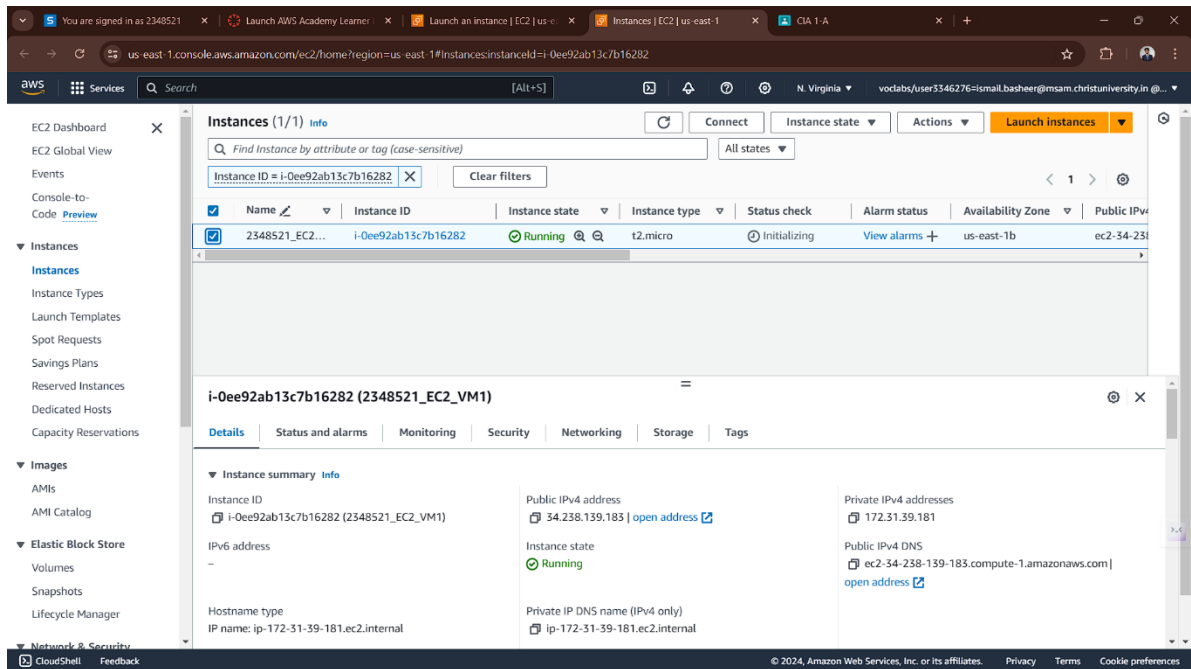 You are signed in as 2348521
Launch AWS Academy Learner
Launch an instance | EC2 | us-e
Instances | EC2 | us-east-1
CIA 1-A
us-east-1.console.aws.amazon.com/ec2/home?region=us-east-1#Instances:instanceId=i-0ee92ab13c7b16282
aws
Services
Search
[Alt+S]
N. Virginia
voclabs/user3346276=ismail.basheer@msam.christuniversity.in @...
EC2 Dashboard
EC2 Global View
Events
Console-to-
Code Preview
Instances
Instances
Instance Types
Launch Templates
Spot Requests
Savings Plans
Reserved Instances
Dedicated Hosts
Capacity Reservations
Images
AMIs
AMI Catalog
Elastic Block Store
Volumes
Snapshots
Lifecycle Manager
Network & Security
Instances (1/1) Info
Connect
Instance state
Actions
Launch instances
Find Instance by attribute or tag (case-sensitive)
All states
Instance ID = i-0ee92ab13c7b16282
Clear filters
1
Name Instance ID Instance state Instance type Status check Alarm status Availability Zone Public IPv4
2348521_EC2... i-0ee92ab13c7b16282 Running t2.micro Initializing View alarms + us-east-1b ec2-34-238
i-0ee92ab13c7b16282 (2348521_EC2_VM1)
Details Status and alarms Monitoring Security Networking Storage Tags
Instance summary Info
Instance ID
i-0ee92ab13c7b16282 (2348521_EC2_VM1)
Public IPv4 address
34.238.139.183 | open address
Private IPv4 addresses
172.31.39.181
IPv6 address
–
Instance state
Running
Public IPv4 DNS
ec2-34-238-139-183.compute-1.amazonaws.com |
open address
Hostname type
IP name: ip-172-31-39-181.ec2.internal
Private IP DNS name (IPv4 only)
ip-172-31-39-181.ec2.internal
CloudShell Feedback
© 2024, Amazon Web Services, Inc. or its affiliates. Privacy Terms Cookie preferences